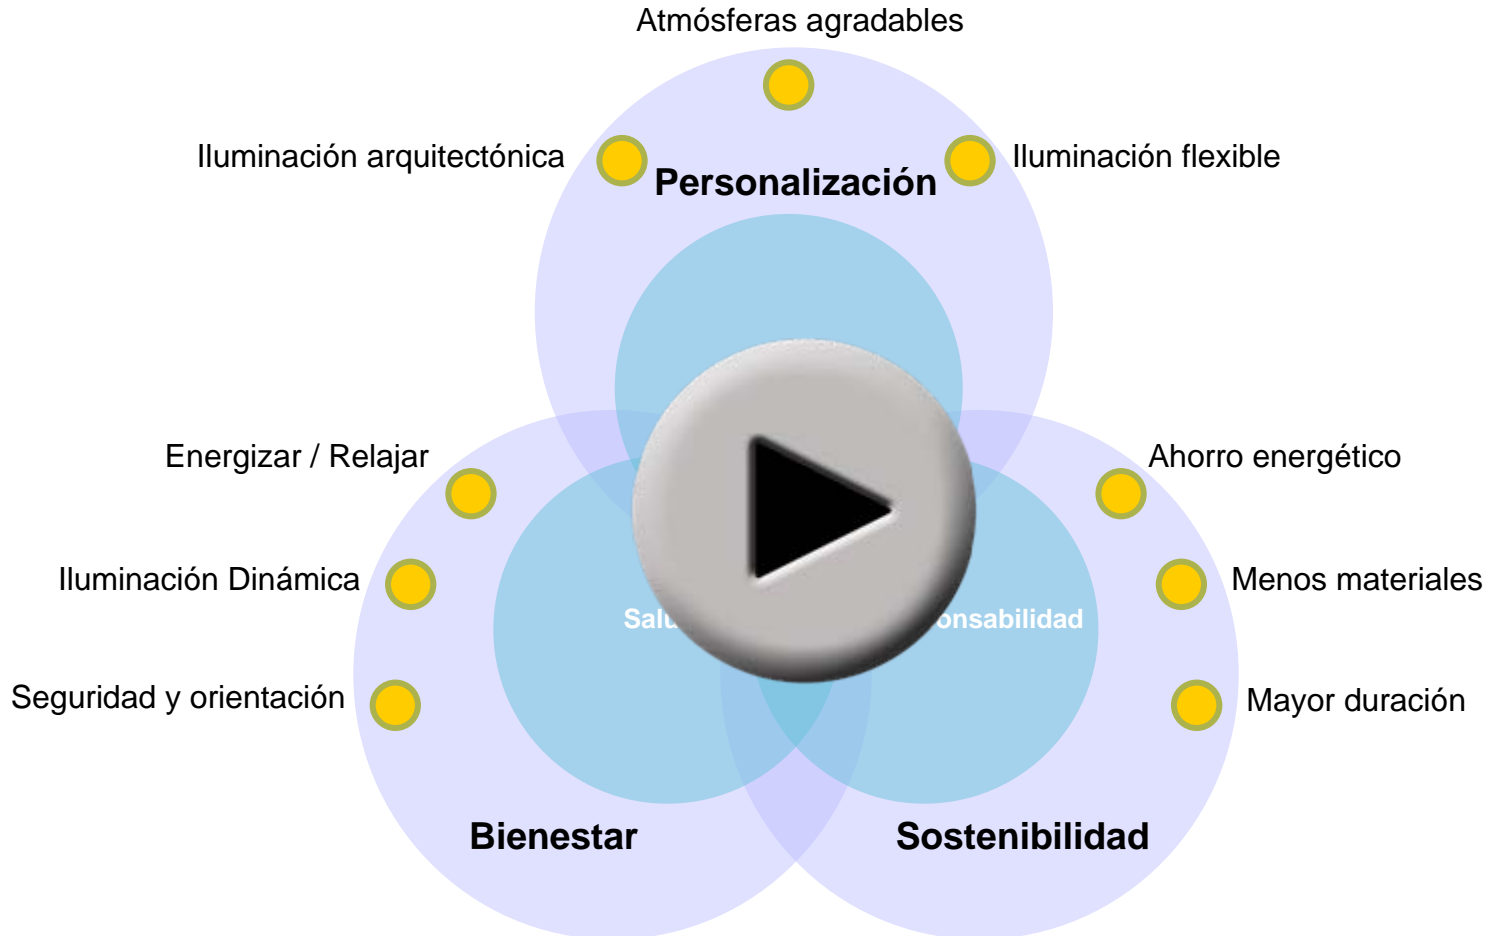 Atmósferas agradables
Iluminación arquitectónica
Iluminación flexible
Personalización
Energizar / Relajar
Ahorro energético
Iluminación Dinámica
Menos materiales
Seguridad y orientación
Mayor duración
Bienestar
Sostenibilidad